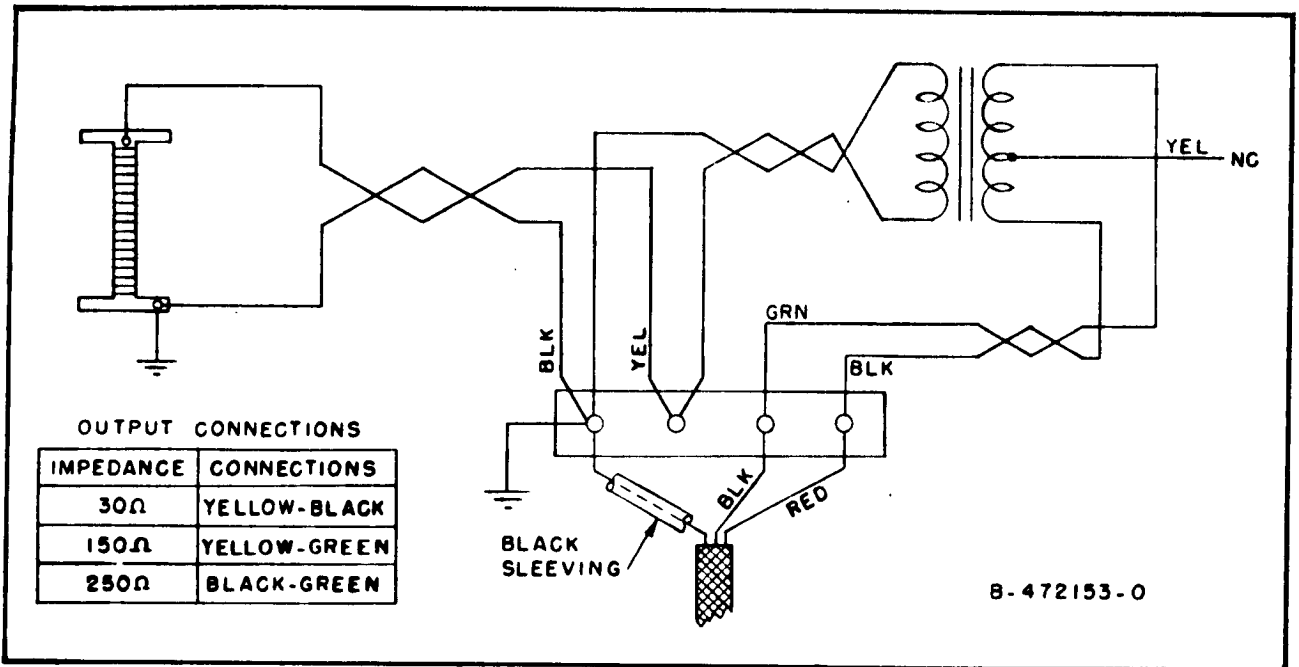 YEL NC
GRN
BLK
BLK
YEL
OUTPUT CONNECTIONS
IMPEDANCE CONNECTIONS
30Ω YELLOW-BLACK
150Ω YELLOW-GREEN
250Ω BLACK-GREEN
BLK
RED
BLACK
SLEEVING
B-472153-0